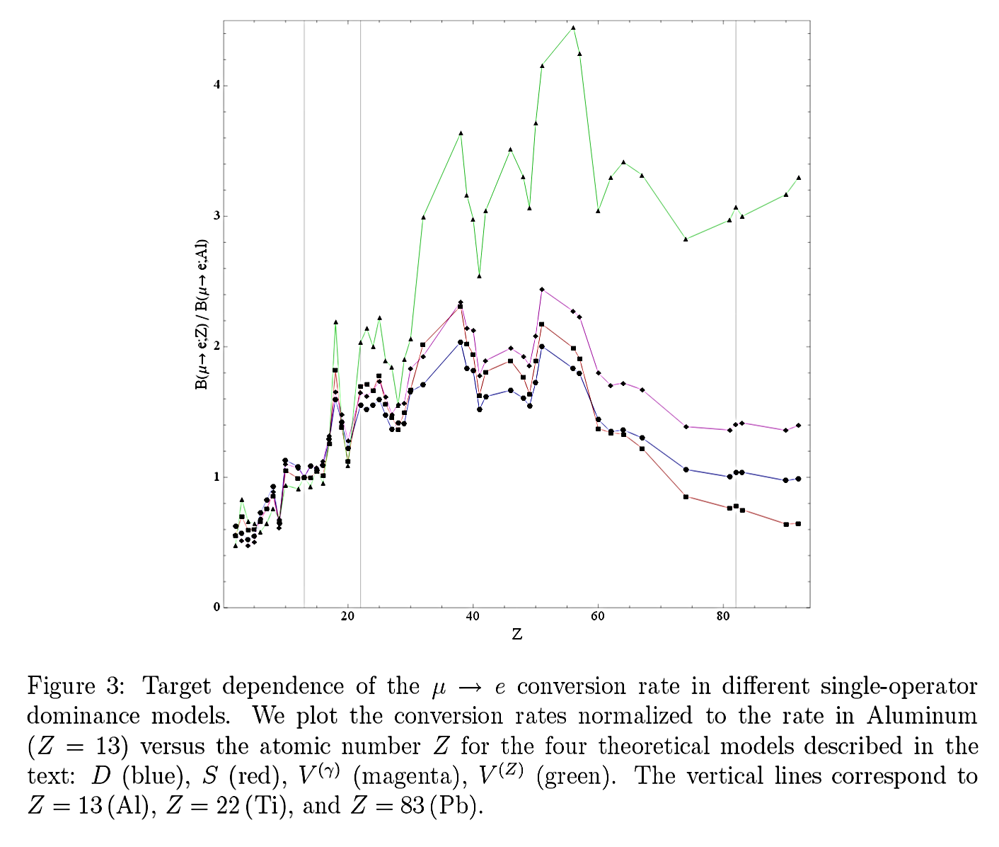 4
3
2
1
0
B(μ→ e;Z) / B(μ→ e;Al)
20
40
60
80
Z
Figure 3: Target dependence of the μ → e conversion rate in different single-operator
dominance models. We plot the conversion rates normalized to the rate in Aluminum
(Z = 13) versus the atomic number Z for the four theoretical models described in the
text: D (blue), S (red), V(γ) (magenta), V(Z) (green). The vertical lines correspond to
Z = 13 (Al), Z = 22 (Ti), and Z = 83 (Pb).